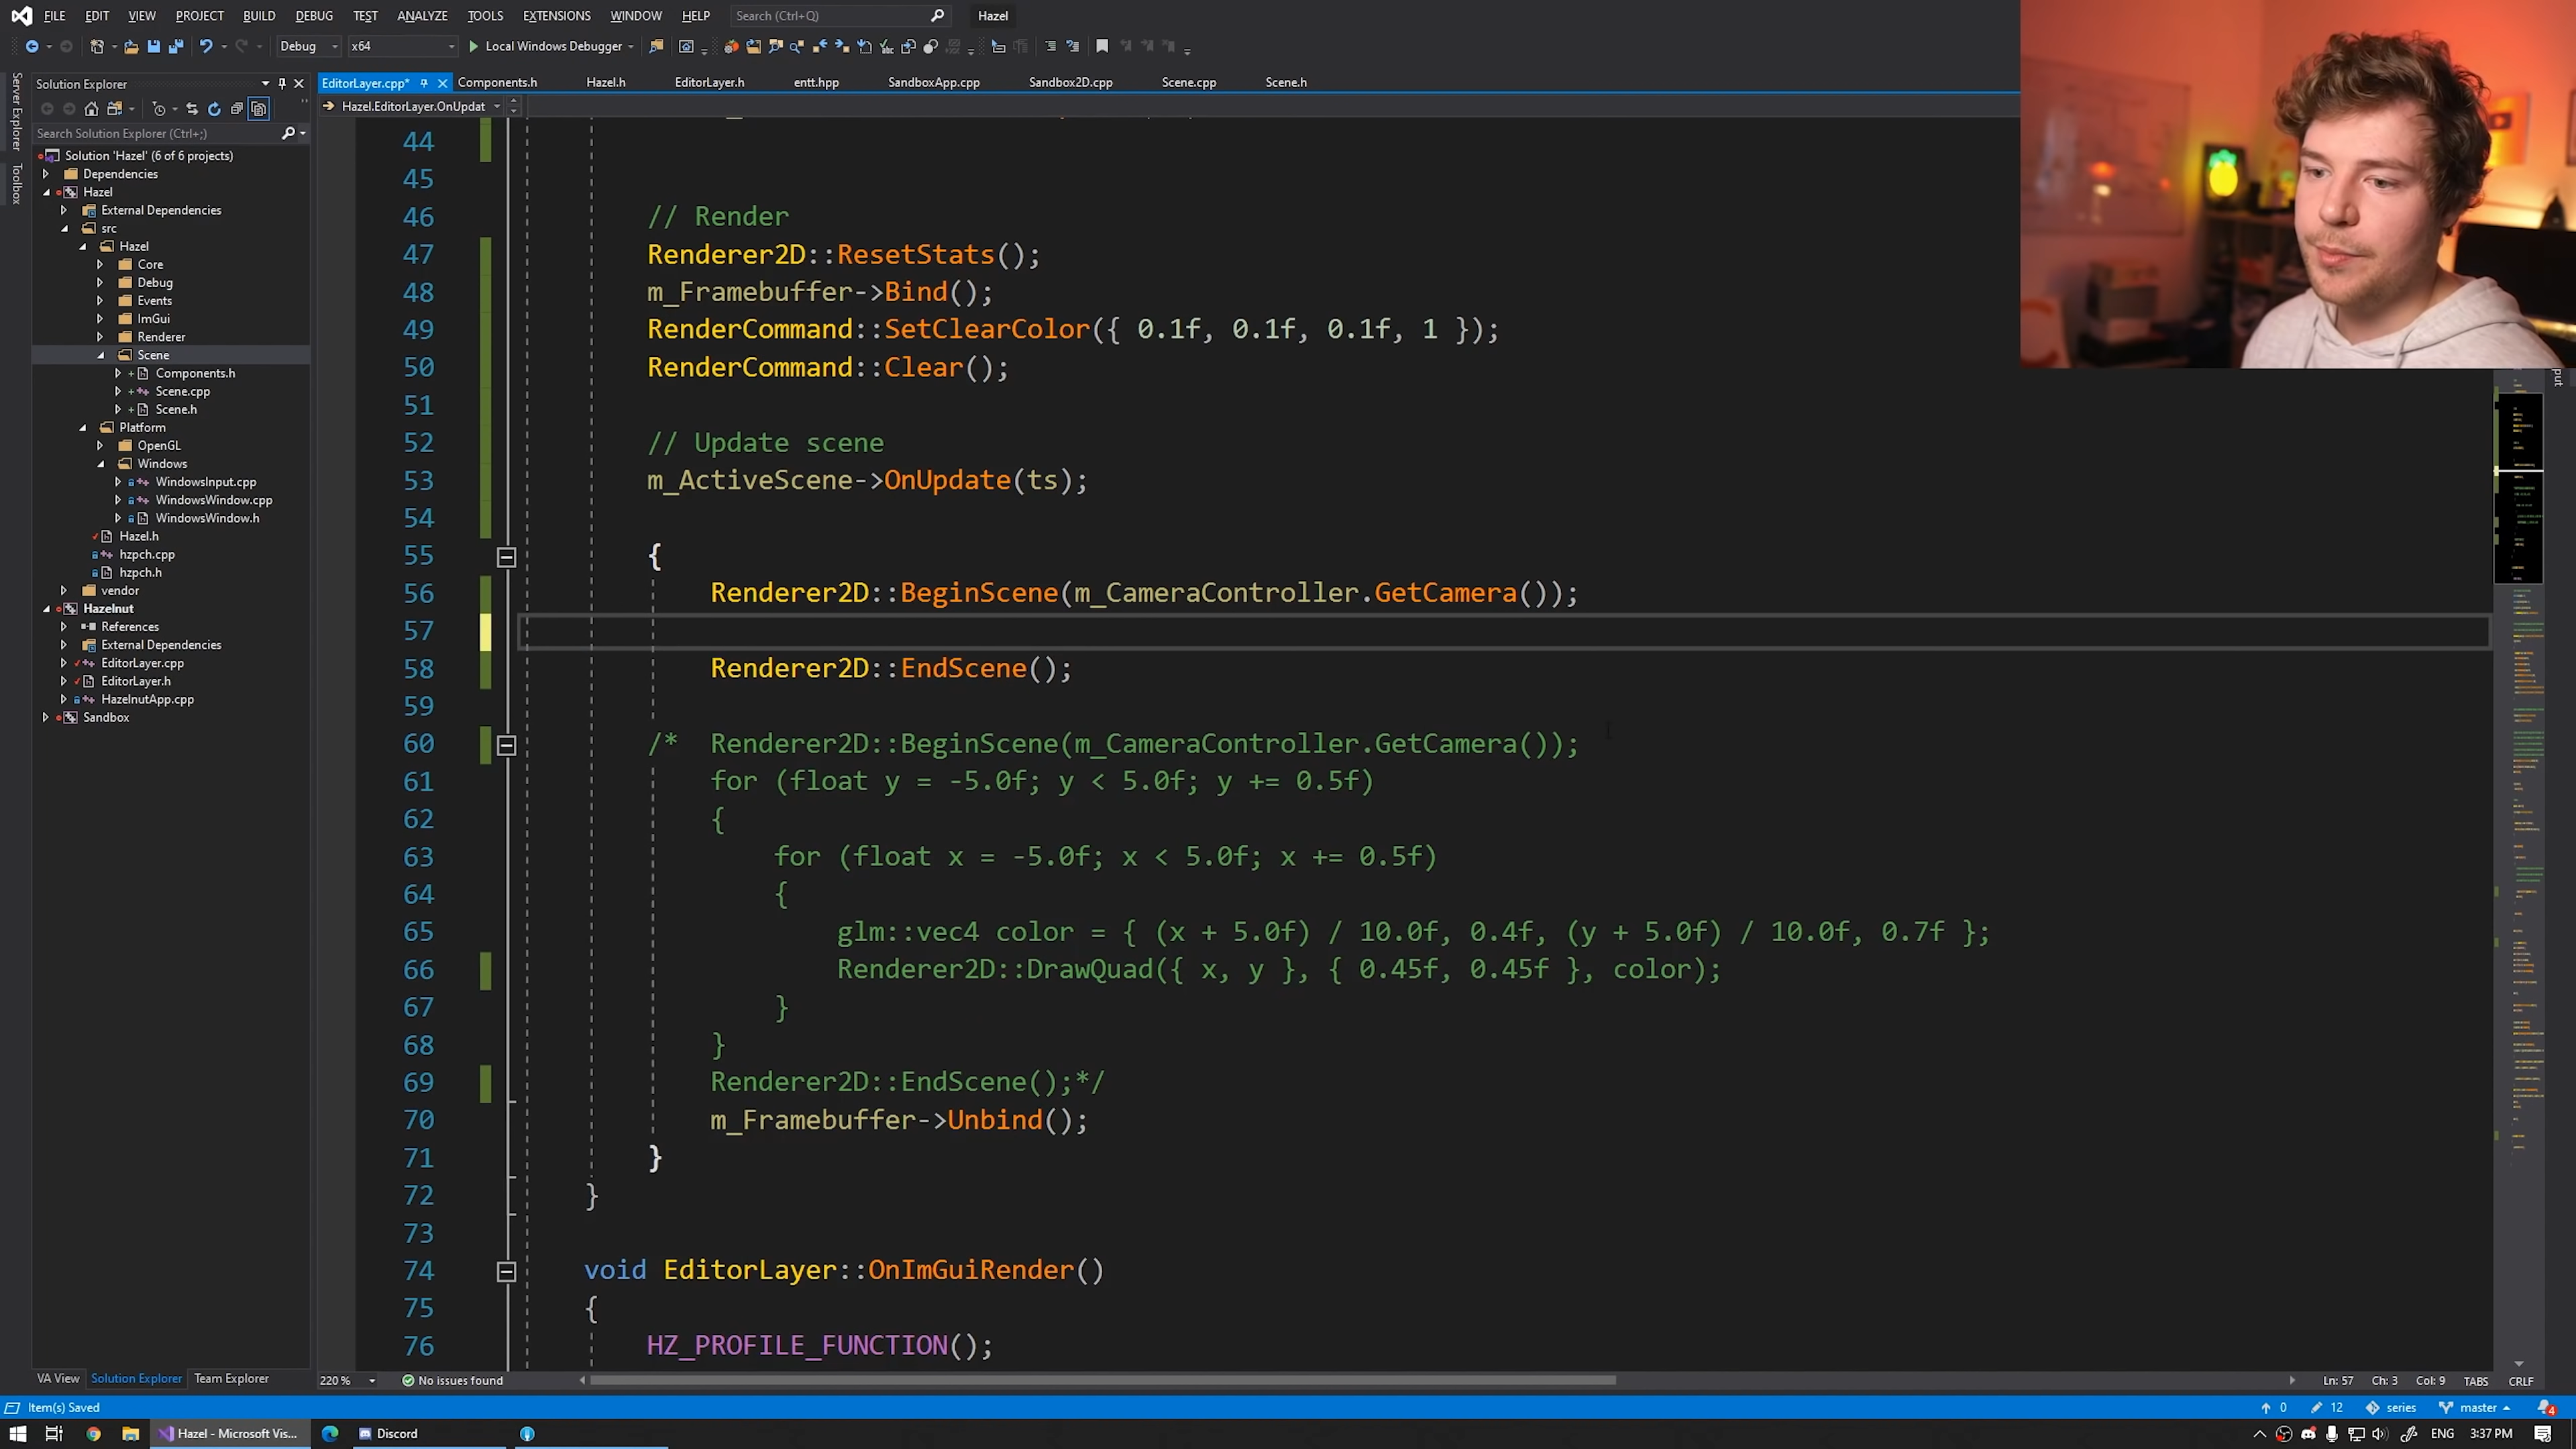 FILE EDIT VIEW PROJECT BUILD DEBUG TEST ANALYZE TOOLS EXTENSIONS WINDOW HELP Search (Ctrl+Q) Hazel
Debug x64 Local Windows Debugger
Server Explorer
Toolbox
Solution Explorer
Search Solution Explorer (Ctrl+;)
Solution 'Hazel' (6 of 6 projects)
Dependencies
Hazel
External Dependencies
src
Hazel
Core
Debug
Events
ImGui
Renderer
Scene
Components.h
Scene.cpp
Scene.h
Platform
OpenGL
Windows
WindowsInput.cpp
WindowsWindow.cpp
WindowsWindow.h
Hazel.h
hzpch.cpp
hzpch.h
vendor
Hazelnut
References
External Dependencies
EditorLayer.cpp
EditorLayer.h
HazelnutApp.cpp
Sandbox
VA View Solution Explorer Team Explorer
EditorLayer.cpp* Components.h Hazel.h EditorLayer.h entt.hpp SandboxApp.cpp Sandbox2D.cpp Scene.cpp Scene.h
Hazel.EditorLayer.OnUpdat
44
45
46 // Render
47 Renderer2D::ResetStats();
48 m_Framebuffer->Bind();
49 RenderCommand::SetClearColor({ 0.1f, 0.1f, 0.1f, 1 });
50 RenderCommand::Clear();
51
52 // Update scene
53 m_ActiveScene->OnUpdate(ts);
54
55 {
56 Renderer2D::BeginScene(m_CameraController.GetCamera());
57
58 Renderer2D::EndScene();
59
60 /* Renderer2D::BeginScene(m_CameraController.GetCamera());
61 for (float y = -5.0f; y < 5.0f; y += 0.5f)
62 {
63 for (float x = -5.0f; x < 5.0f; x += 0.5f)
64 {
65 glm::vec4 color = { (x + 5.0f) / 10.0f, 0.4f, (y + 5.0f) / 10.0f, 0.7f };
66 Renderer2D::DrawQuad({ x, y }, { 0.45f, 0.45f }, color);
67 }
68 }
69 Renderer2D::EndScene();*/
70 m_Framebuffer->Unbind();
71 }
72 }
73
74 void EditorLayer::OnImGuiRender()
75 {
76 HZ_PROFILE_FUNCTION();
220 % No issues found Ln: 57 Ch: 3 Col: 9 TABS CRLF
Item(s) Saved 0 12 series master 4
Hazel - Microsoft Vis... Discord ENG 3:37 PM